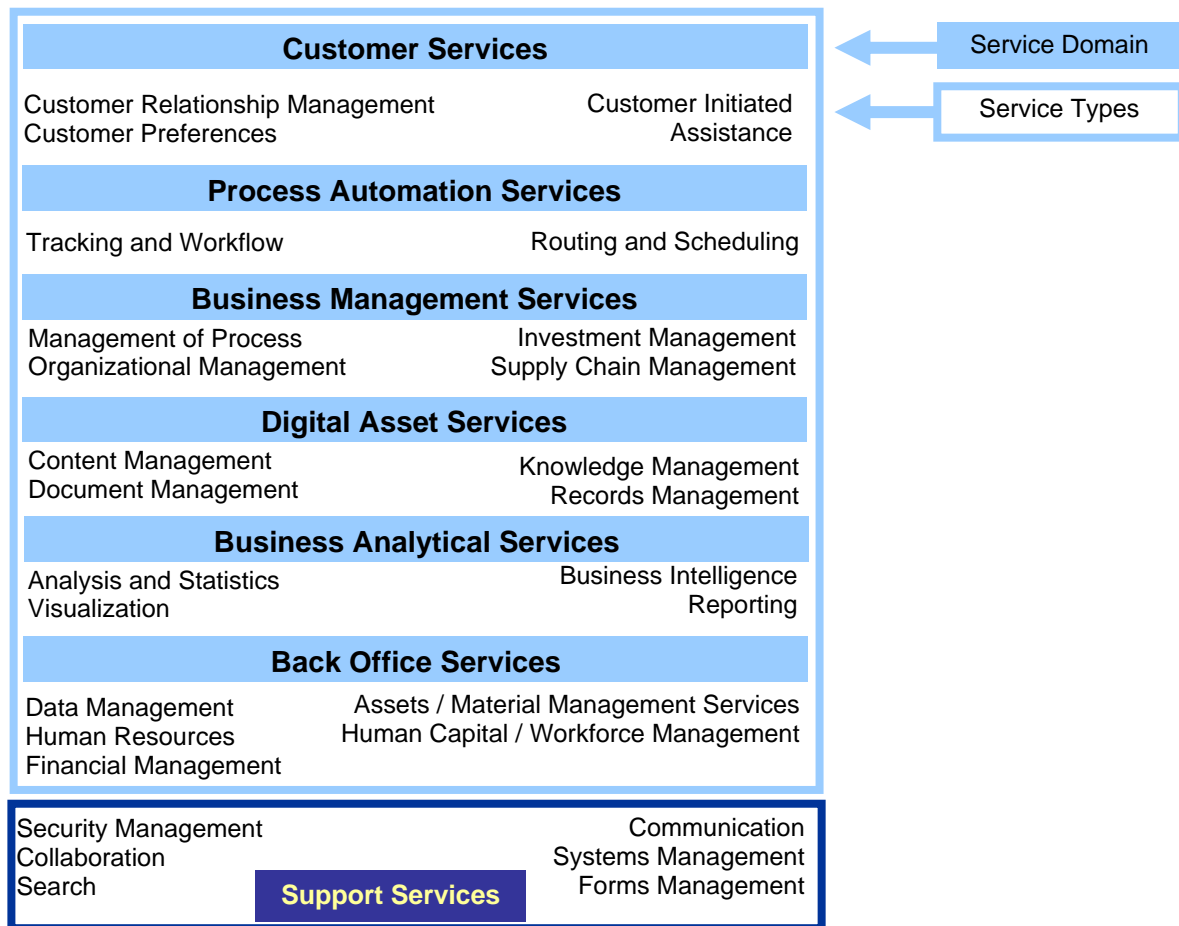 Customer Services
Service Domain
Customer Relationship Management
Customer Preferences
Customer Initiated
Assistance
Service Types
Process Automation Services
Tracking and Workflow
Routing and Scheduling
Business Management Services
Management of Process
Organizational Management
Investment Management
Supply Chain Management
Digital Asset Services
Content Management
Document Management
Knowledge Management
Records Management
Business Analytical Services
Analysis and Statistics
Visualization
Business Intelligence
Reporting
Back Office Services
Data Management
Human Resources
Financial Management
Assets / Material Management Services
Human Capital / Workforce Management
Security Management
Collaboration
Search
Communication
Systems Management
Forms Management
Support Services